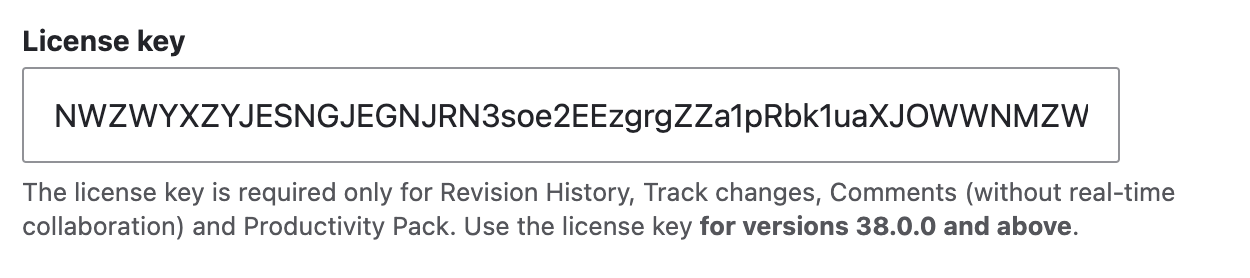 License key
NWZWYXZYJESNGJEGNJRN3soe2EEzgrgZZa1pRbk1uaXJOWWNMZW
The license key is required only for Revision History, Track changes, Comments (without real-time
collaboration) and Productivity Pack. Use the license key for versions 38.0.0 and above.